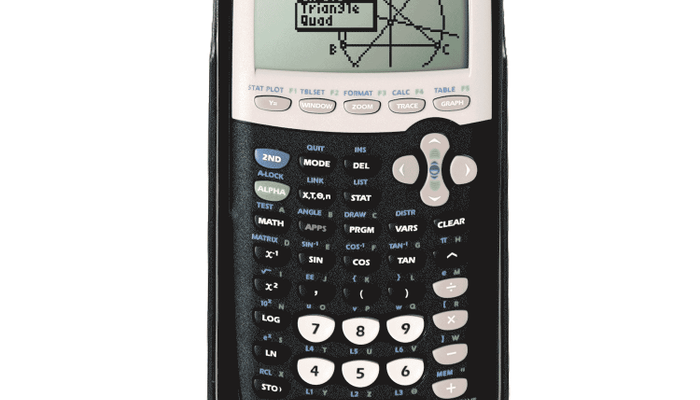 Triangle
Quad
B C
STAT PLOT F1 TBLSET F2 FORMAT F3 CALC F4 TABLE F5
Y= WINDOW ZOOM TRACE GRAPH
QUIT INS
2ND MODE DEL
A-LOCK LINK LIST
ALPHA X,T,Θ,n STAT
TEST A ANGLE B DRAW C DISTR
MATH APPS PRGM VARS CLEAR
MATRIX D SIN⁻¹ E COS⁻¹ F TAN⁻¹ G π H
x⁻¹ SIN COS TAN ^
√ I EE J { K } L e M
x² , ( ) ÷
10ˣ N u O v P w Q [ R
LOG 7 8 9 ×
eˣ S L4 T L5 U L6 V ] W
LN 4 5 6 −
RCL X L1 Y L2 Z L3 Θ MEM "
STO› +